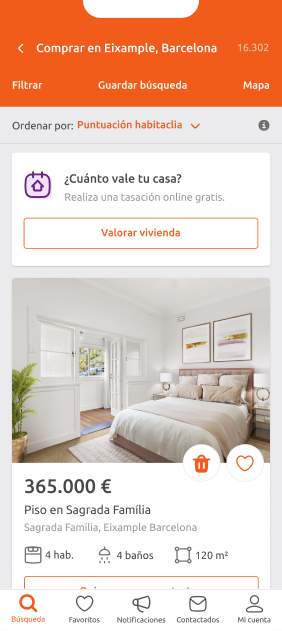 Comprar en Eixample, Barcelona 16.302
Filtrar Guardar búsqueda Mapa
Ordenar por: Puntuación habitaclia
¿Cuánto vale tu casa?
Realiza una tasación online gratis.
Valorar vivienda
365.000 €
Piso en Sagrada Família
Sagrada Família, Eixample Barcelona
4 hab. 4 baños 120 m²
Búsqueda Favoritos Notificaciones Contactados Mi cuenta